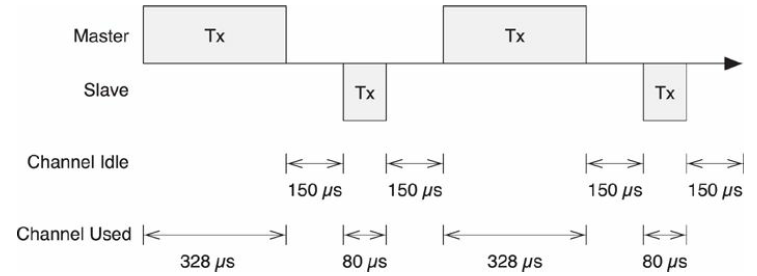 Master Tx Tx
Slave Tx Tx
Channel Idle
150 µs 150 µs 150 µs 150 µs
Channel Used
328 µs 80 µs 328 µs 80 µs